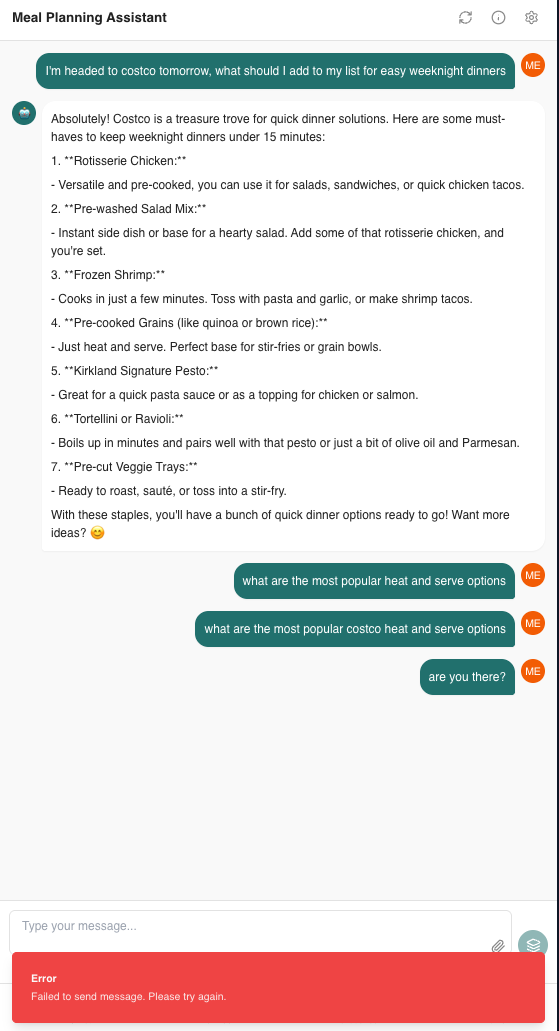 Meal Planning Assistant
I'm headed to costco tomorrow, what should I add to my list for easy weeknight dinners
ME
Absolutely! Costco is a treasure trove for quick dinner solutions. Here are some must-
haves to keep weeknight dinners under 15 minutes:
1. **Rotisserie Chicken:**
- Versatile and pre-cooked, you can use it for salads, sandwiches, or quick chicken tacos.
2. **Pre-washed Salad Mix:**
- Instant side dish or base for a hearty salad. Add some of that rotisserie chicken, and
you're set.
3. **Frozen Shrimp:**
- Cooks in just a few minutes. Toss with pasta and garlic, or make shrimp tacos.
4. **Pre-cooked Grains (like quinoa or brown rice):**
- Just heat and serve. Perfect base for stir-fries or grain bowls.
5. **Kirkland Signature Pesto:**
- Great for a quick pasta sauce or as a topping for chicken or salmon.
6. **Tortellini or Ravioli:**
- Boils up in minutes and pairs well with that pesto or just a bit of olive oil and Parmesan.
7. **Pre-cut Veggie Trays:**
- Ready to roast, sauté, or toss into a stir-fry.
With these staples, you'll have a bunch of quick dinner options ready to go! Want more
ideas? 😊
what are the most popular heat and serve options
ME
what are the most popular costco heat and serve options
ME
are you there?
ME
Type your message...
Error
Failed to send message. Please try again.